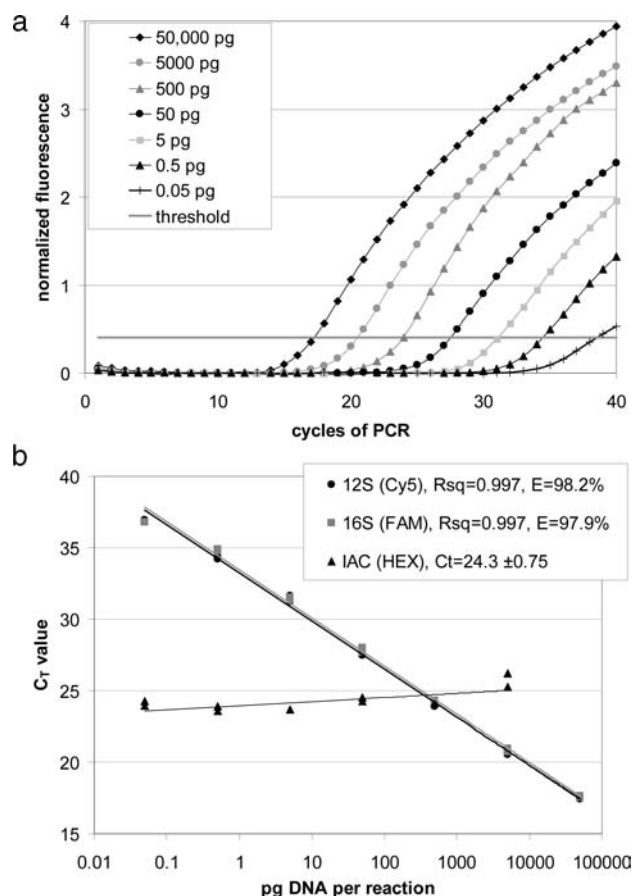 a
4
3
2
1
0
normalized fluorescence
50,000 pg
5000 pg
500 pg
50 pg
5 pg
0.5 pg
0.05 pg
threshold
0 10 20 30 40
cycles of PCR
b
40
35
30
25
20
15
CT value
12S (Cy5), Rsq=0.997, E=98.2%
16S (FAM), Rsq=0.997, E=97.9%
IAC (HEX), Ct=24.3 ±0.75
0.01 0.1 1 10 100 1000 10000 100000
pg DNA per reaction